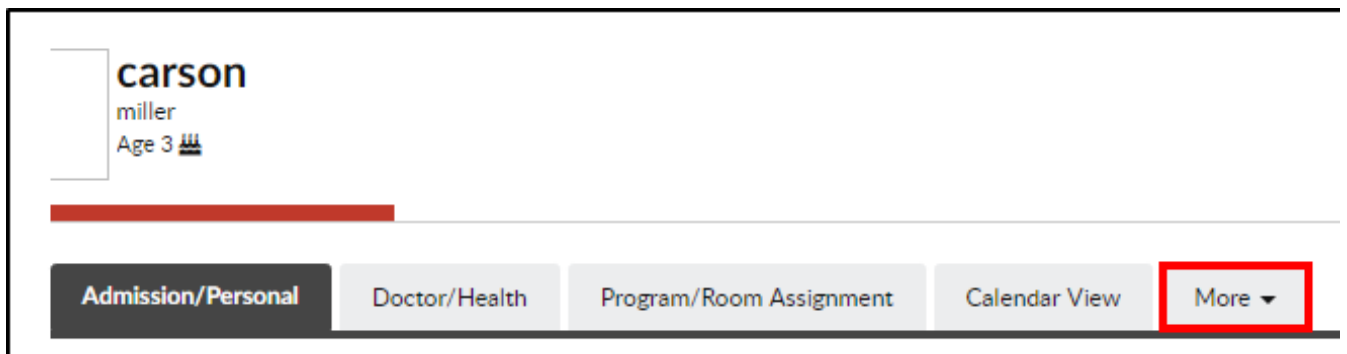 carson
miller
Age 3
Admission/Personal Doctor/Health Program/Room Assignment Calendar View More